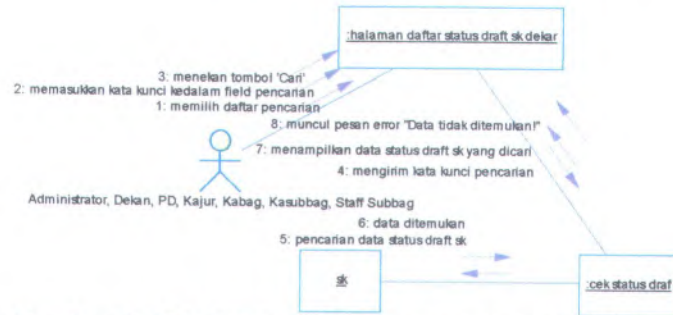 :halaman daftar status draft sk dekar
3: menekan tombol 'Cari'
2: memasukkan kata kunci kedalam field pencarian
1: memilih daftar pencarian
8: muncul pesan error "Data tidak ditemukan!"
7: menampilkan data status draft sk yang dicari
4: mengirim kata kunci pencarian
Administrator, Dekan, PD, Kajur, Kabag, Kasubbag, Staff Subbag
6: data ditemukan
5: pencarian data status draft sk
sk
:cek status draf